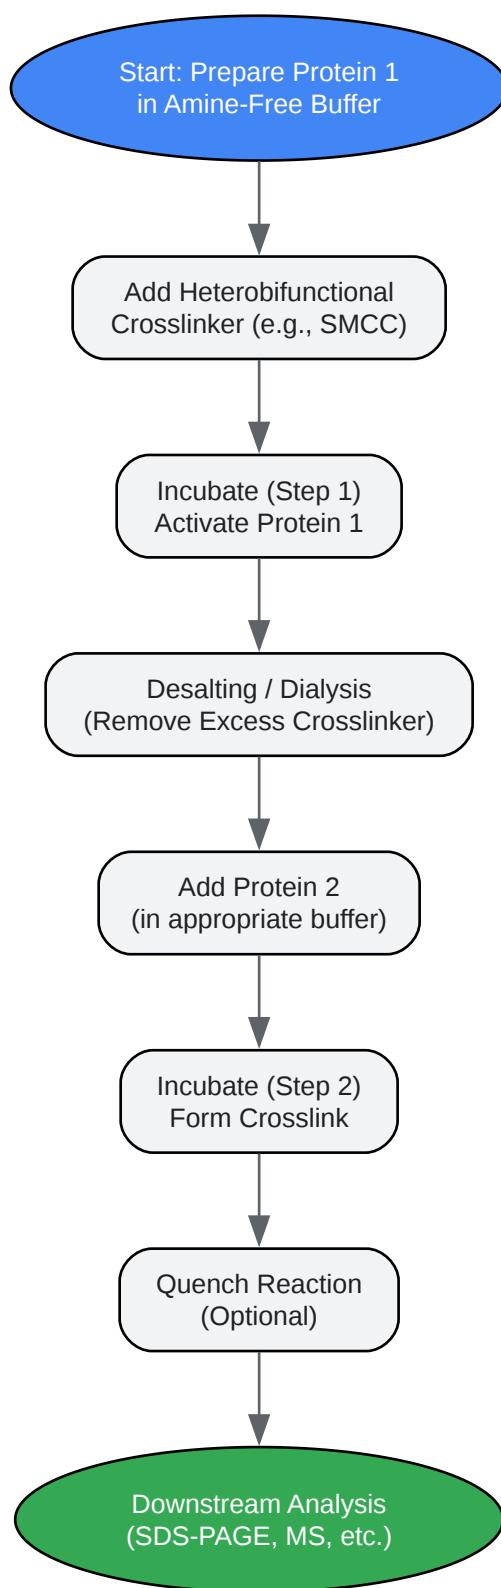 Start: Prepare Protein 1
in Amine-Free Buffer
Add Heterobifunctional
Crosslinker (e.g., SMCC)
Incubate (Step 1)
Activate Protein 1
Desalting / Dialysis
(Remove Excess Crosslinker)
Add Protein 2
(in appropriate buffer)
Incubate (Step 2)
Form Crosslink
Quench Reaction
(Optional)
Downstream Analysis
(SDS-PAGE, MS, etc.)